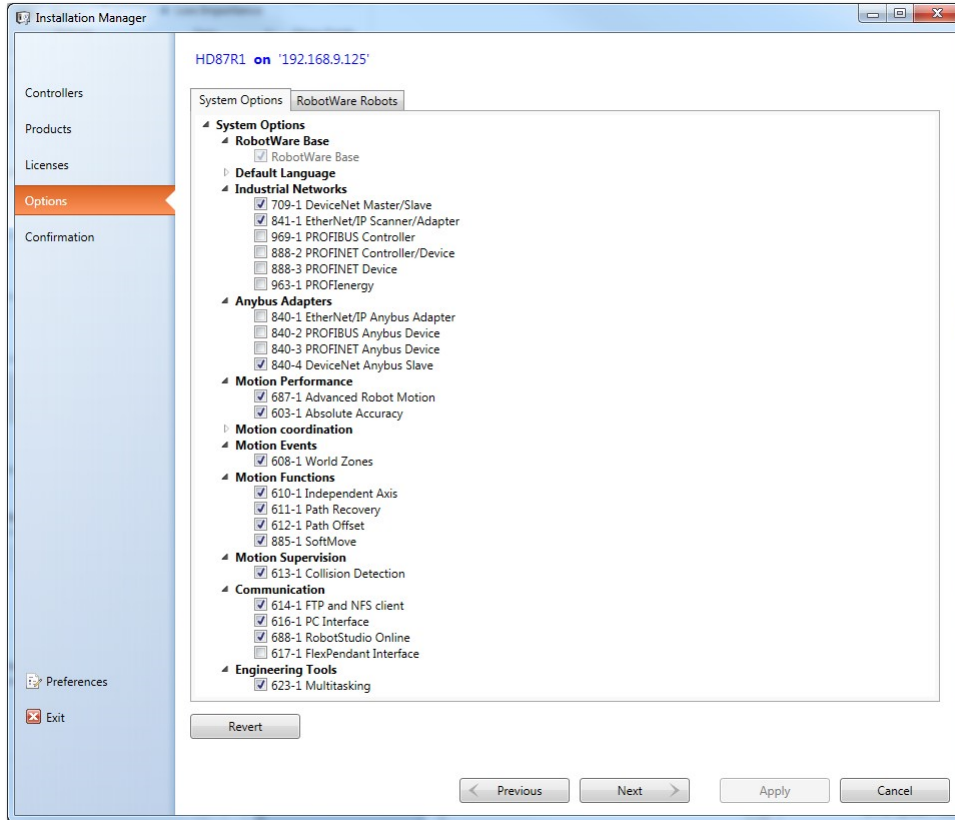 Installation Manager
HD87R1 on '192.168.9.125'
Controllers
Products
Licenses
Options
Confirmation
Preferences
Exit
System Options
RobotWare Robots
System Options
RobotWare Base
RobotWare Base
Default Language
Industrial Networks
709-1 DeviceNet Master/Slave
841-1 EtherNet/IP Scanner/Adapter
969-1 PROFIBUS Controller
888-2 PROFINET Controller/Device
888-3 PROFINET Device
963-1 PROFIenergy
Anybus Adapters
840-1 EtherNet/IP Anybus Adapter
840-2 PROFIBUS Anybus Device
840-3 PROFINET Anybus Device
840-4 DeviceNet Anybus Slave
Motion Performance
687-1 Advanced Robot Motion
603-1 Absolute Accuracy
Motion coordination
Motion Events
608-1 World Zones
Motion Functions
610-1 Independent Axis
611-1 Path Recovery
612-1 Path Offset
885-1 SoftMove
Motion Supervision
613-1 Collision Detection
Communication
614-1 FTP and NFS client
616-1 PC Interface
688-1 RobotStudio Online
617-1 FlexPendant Interface
Engineering Tools
623-1 Multitasking
Revert
Previous
Next
Apply
Cancel